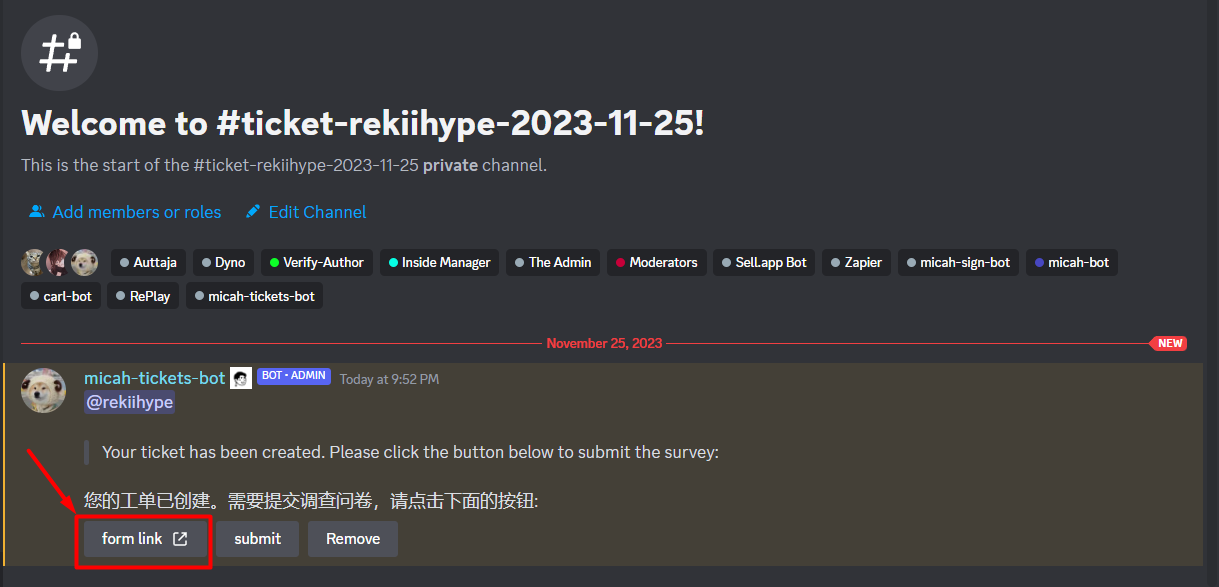 Welcome to #ticket-rekiihype-2023-11-25!
This is the start of the #ticket-rekiihype-2023-11-25 private channel.
Add members or roles Edit Channel
Auttaja Dyno Verify-Author Inside Manager The Admin Moderators Sell.app Bot Zapier micah-sign-bot micah-bot
carl-bot RePlay micah-tickets-bot
November 25, 2023 NEW
micah-tickets-bot BOT • ADMIN Today at 9:52 PM
@rekiihype
Your ticket has been created. Please click the button below to submit the survey:
您的工单已创建。需要提交调查问卷，请点击下面的按钮:
form link submit Remove